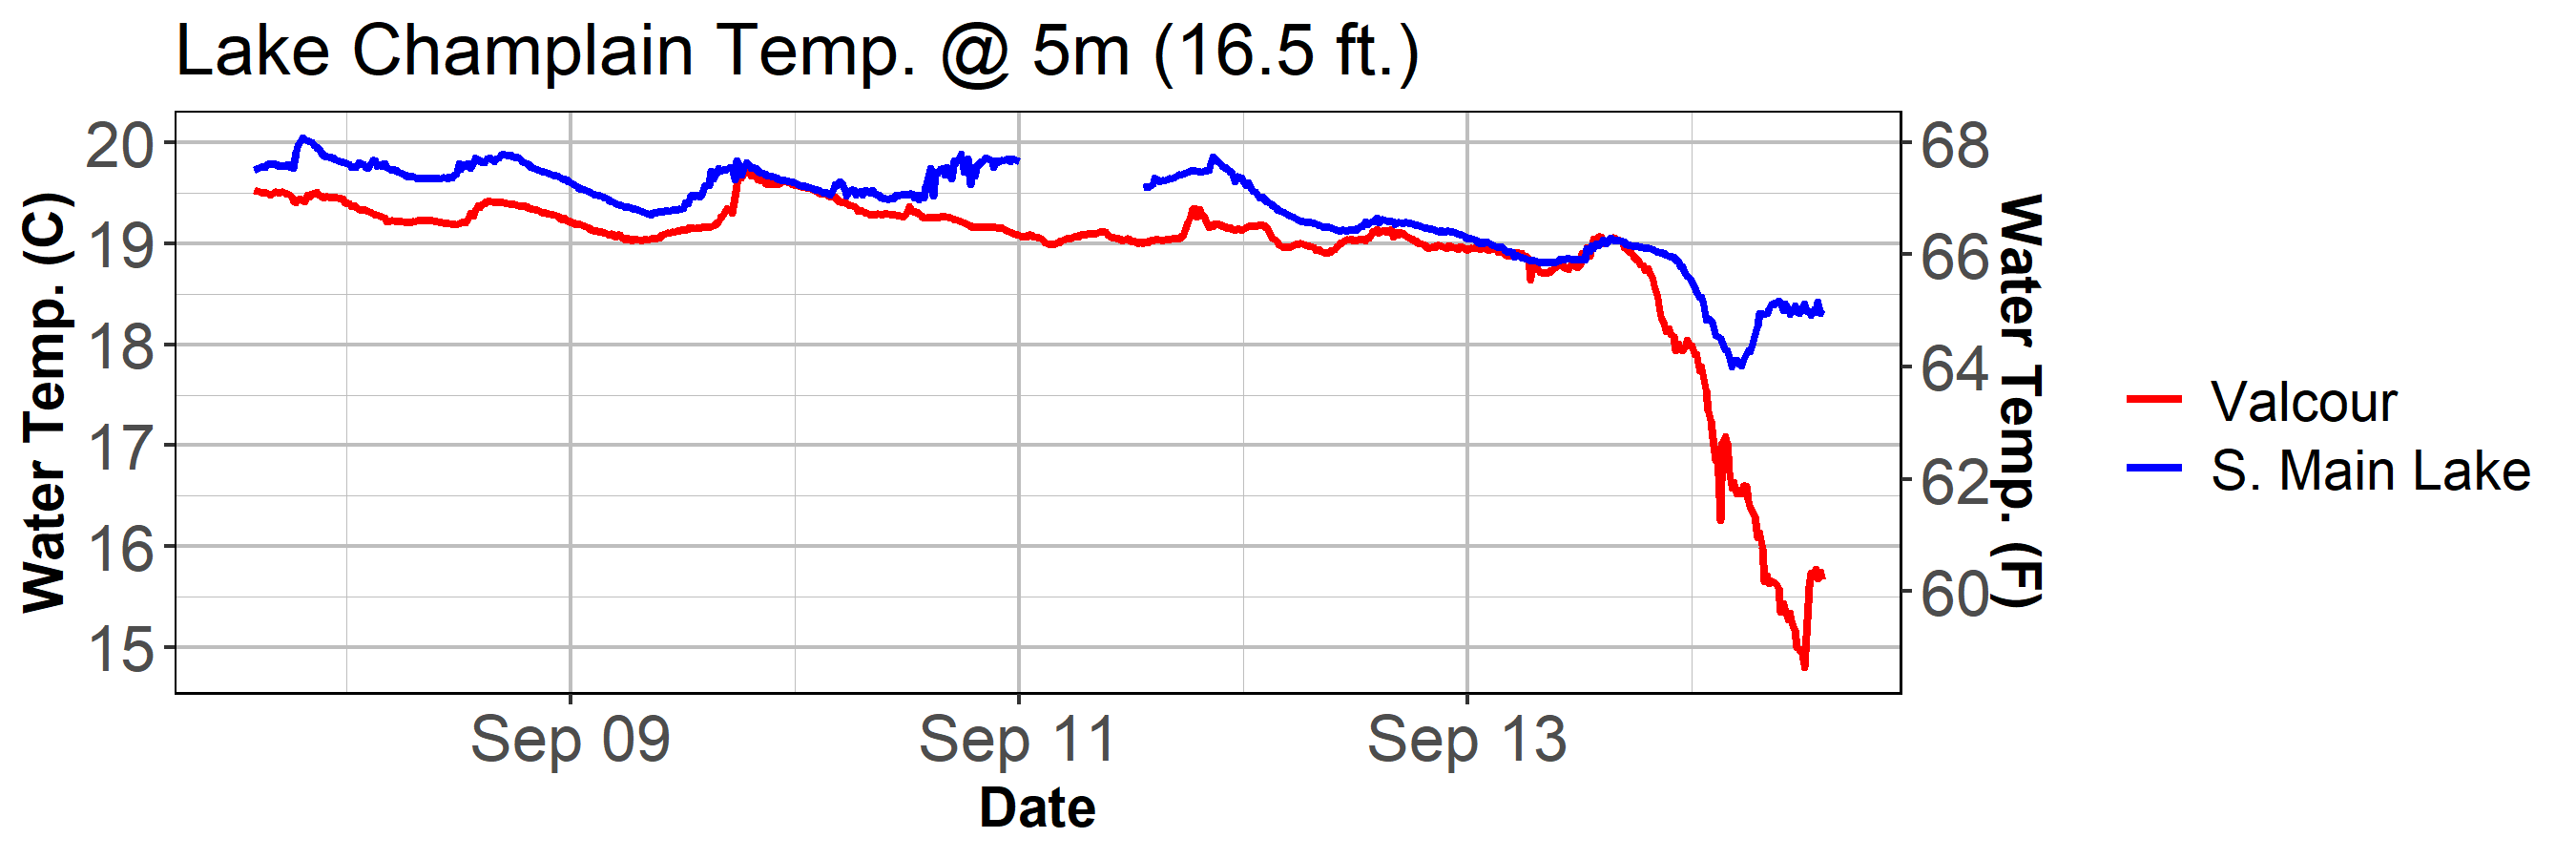 Lake Champlain Temp. @ 5m (16.5 ft.)
Water Temp. (C)
20
19
18
17
16
15
68
66
64
62
60
Water Temp. (F)
Sep 09
Sep 11
Sep 13
Date
Valcour
S. Main Lake